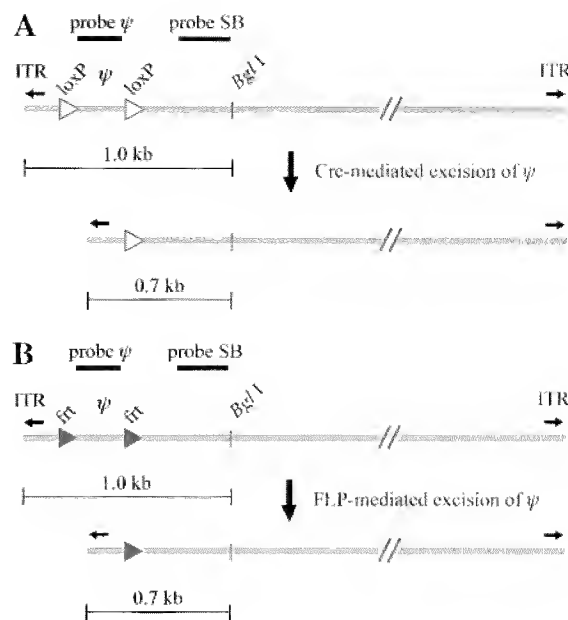 A
probe ψ probe SB
ITR loxP ψ loxP Bgl I ITR
1.0 kb
Cre-mediated excision of ψ
0.7 kb
B
probe ψ probe SB
ITR frt ψ frt Bgl I ITR
1.0 kb
FLP-mediated excision of ψ
0.7 kb